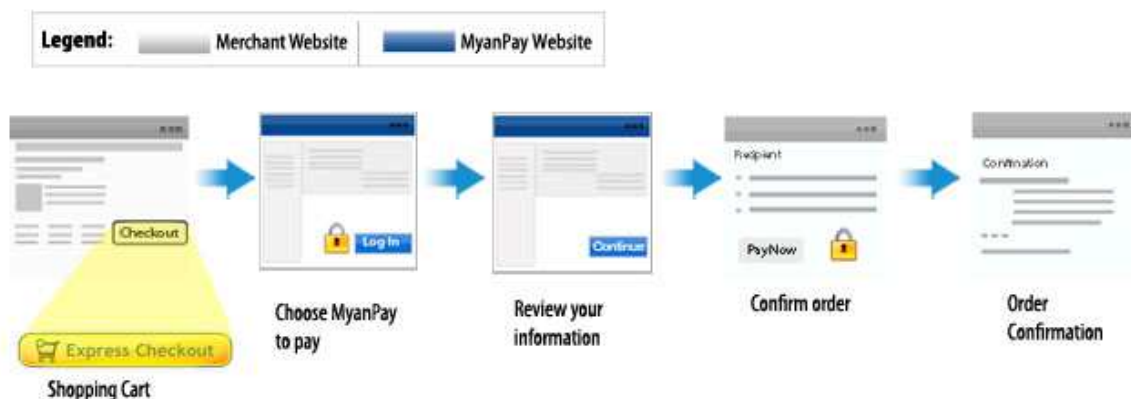 Legend: Merchant Website MyanPay Website
Checkout
Express Checkout
Shopping Cart
Log In
Choose MyanPay
to pay
Continue
Review your
information
Recipient
PayNow
Confirm order
Confirmation
Order
Confirmation